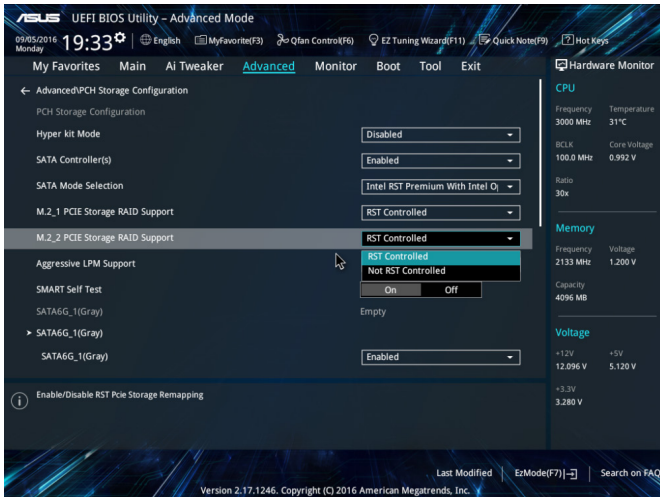 ASUS UEFI BIOS Utility – Advanced Mode
09/05/2016
Monday
19:33
English
MyFavorite(F3)
Qfan Control(F6)
EZ Tuning Wizard(F11)
Quick Note(F9)
Hot Keys
My Favorites Main Ai Tweaker Advanced Monitor Boot Tool Exit
Hardware Monitor
Advanced\PCH Storage Configuration
PCH Storage Configuration
Hyper kit Mode Disabled
SATA Controller(s) Enabled
SATA Mode Selection Intel RST Premium With Intel O
M.2_1 PCIE Storage RAID Support RST Controlled
M.2_2 PCIE Storage RAID Support RST Controlled
RST Controlled
Not RST Controlled
Aggressive LPM Support
SMART Self Test On Off
SATA6G_1(Gray) Empty
SATA6G_1(Gray)
SATA6G_1(Gray) Enabled
Enable/Disable RST Pcie Storage Remapping
CPU
Frequency Temperature
3000 MHz 31°C
BCLK Core Voltage
100.0 MHz 0.992 V
Ratio
30x
Memory
Frequency Voltage
2133 MHz 1.200 V
Capacity
4096 MB
Voltage
+12V +5V
12.096 V 5.120 V
+3.3V
3.280 V
Last Modified
EzMode(F7)
Search on FAQ
Version 2.17.1246. Copyright (C) 2016 American Megatrends, Inc.